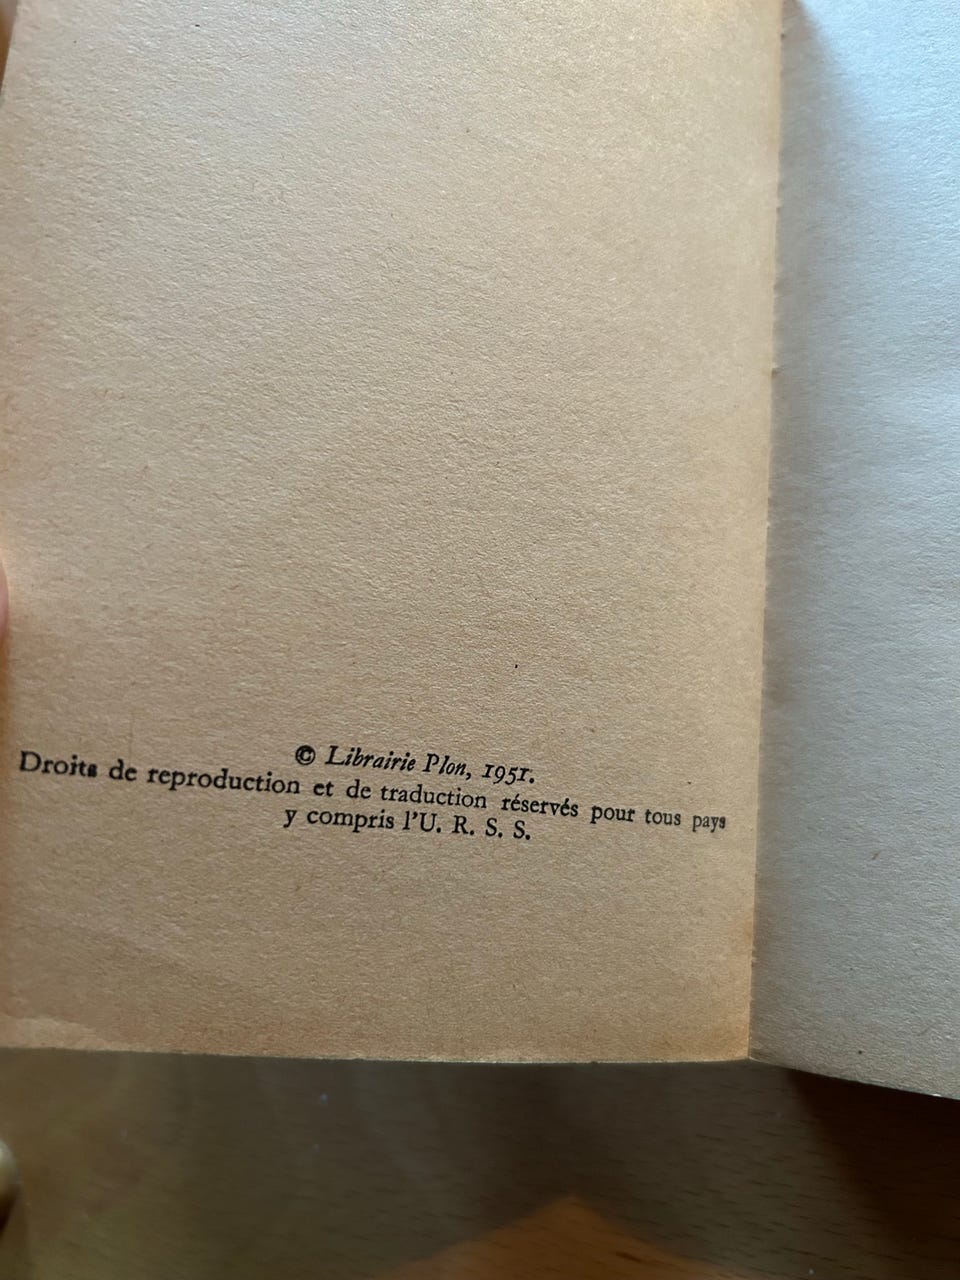 © Librairie Plon, 1951.
Droits de reproduction et de traduction réservés pour tous pays
y compris l'U. R. S. S.